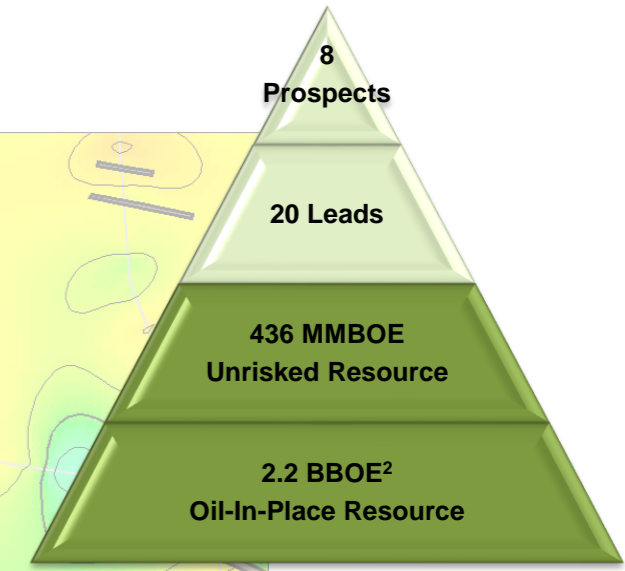 8
Prospects
20 Leads
436 MMBOE
Unrisked Resource
2.2 BBOE²
Oil-In-Place Resource